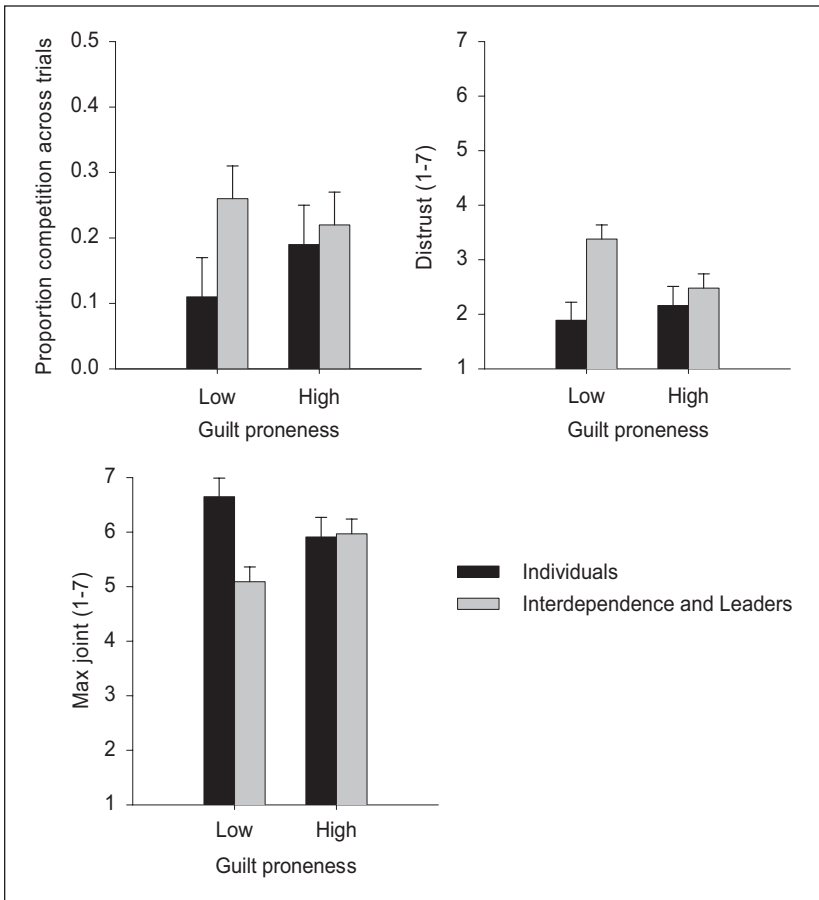 Proportion competition across trials
0.5
0.4
0.3
0.2
0.1
0.0
Low High
Guilt proneness
Distrust (1-7)
7
6
5
4
3
2
1
Low High
Guilt proneness
Max joint (1-7)
7
6
5
4
3
2
1
Low High
Guilt proneness
Individuals
Interdependence and Leaders